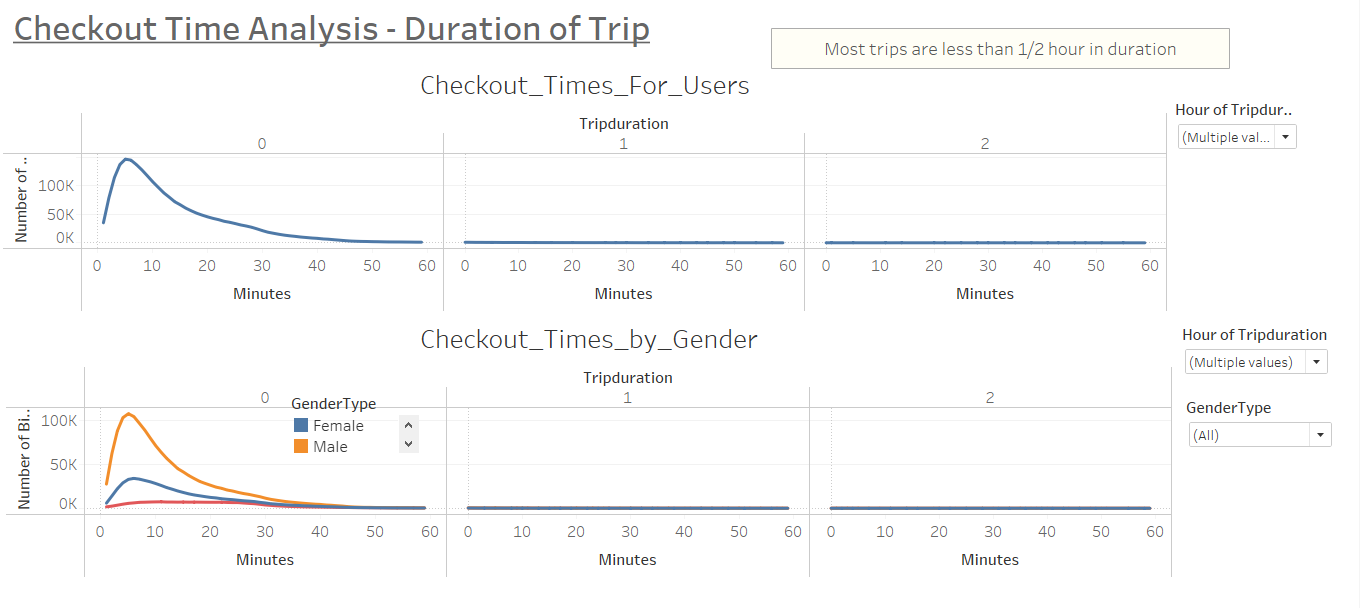 Checkout Time Analysis - Duration of Trip
Most trips are less than 1/2 hour in duration
Checkout_Times_For_Users
Hour of Tripdur..
(Multiple val...
Tripduration
0 1 2
Number of ..
100K
50K
0K
0 10 20 30 40 50 60 0 10 20 30 40 50 60 0 10 20 30 40 50 60
Minutes Minutes Minutes
Checkout_Times_by_Gender
Hour of Tripduration
(Multiple values)
GenderType
(All)
Tripduration
0 1 2
GenderType
Female
Male
Number of Bi..
100K
50K
0K
0 10 20 30 40 50 60 0 10 20 30 40 50 60 0 10 20 30 40 50 60
Minutes Minutes Minutes